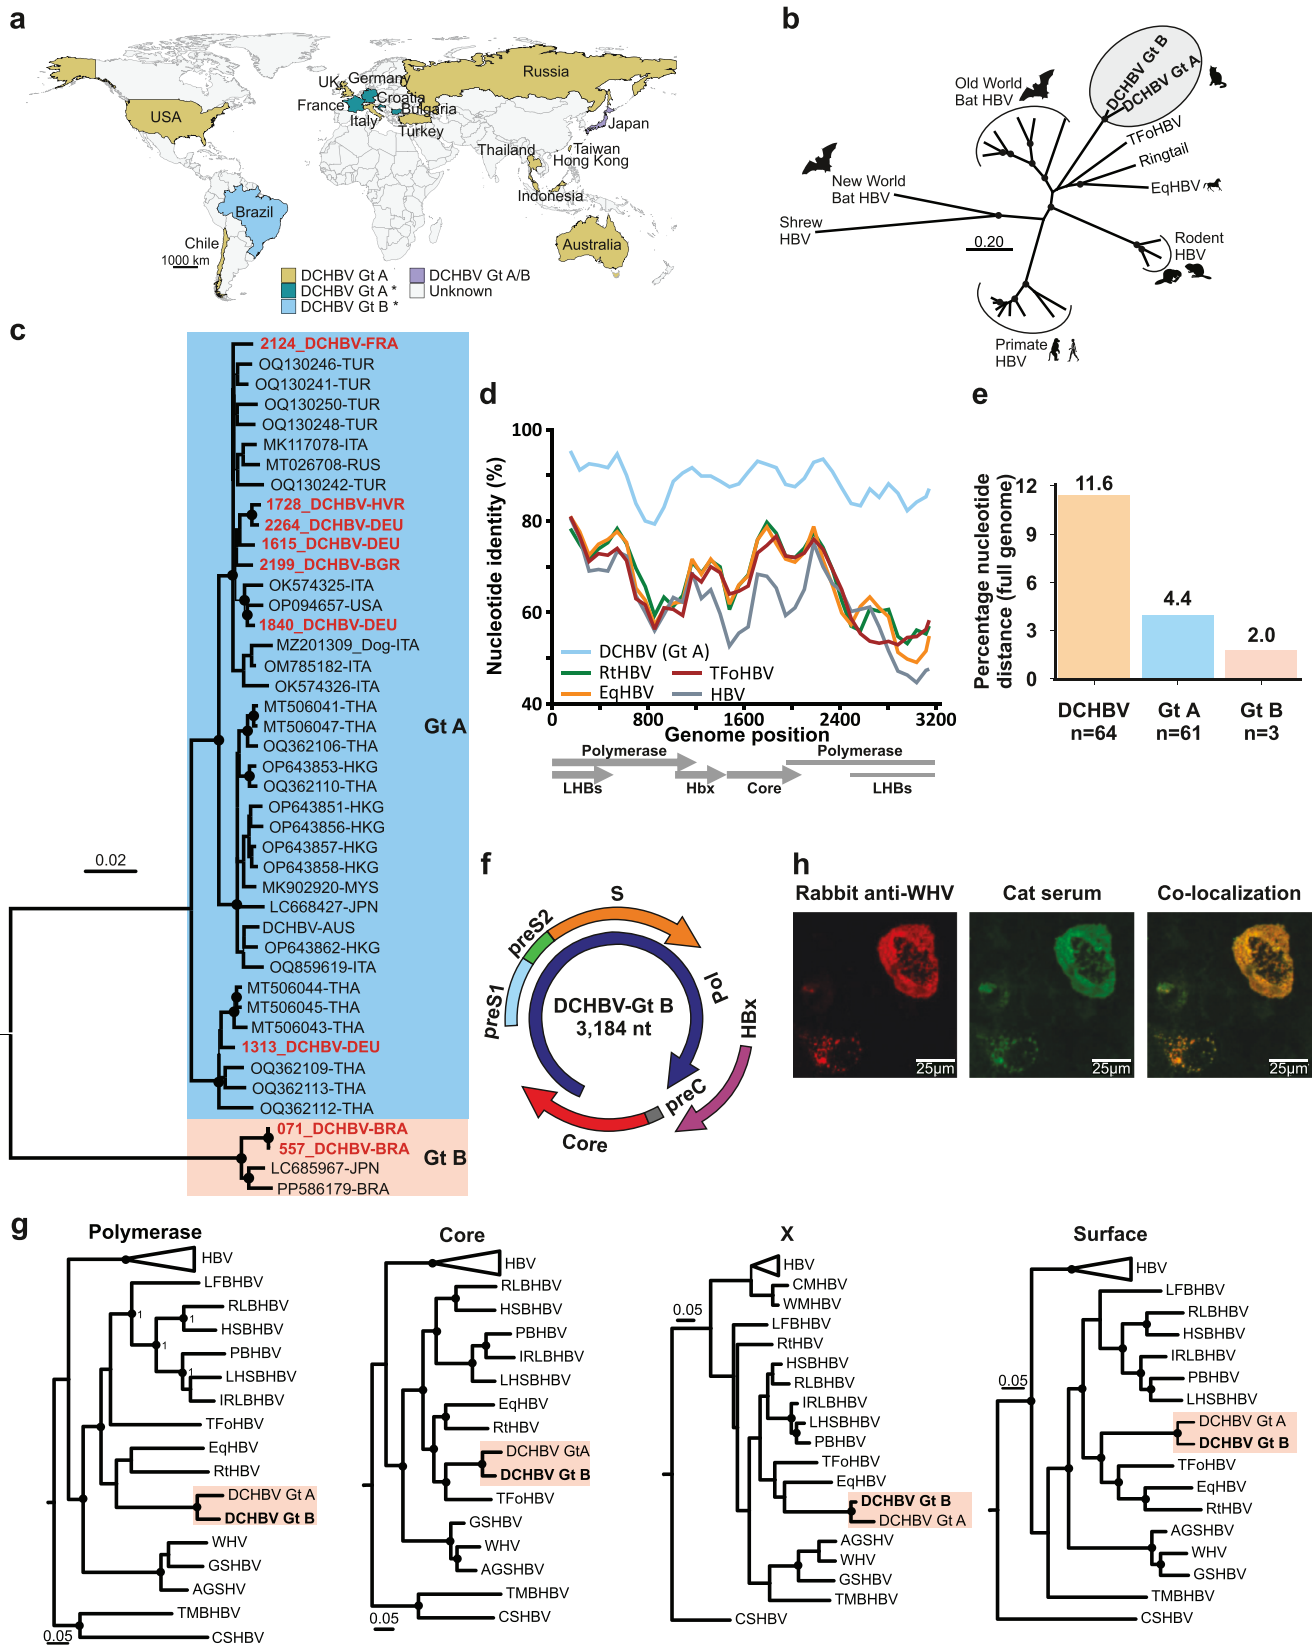 a
UK
Germany
Russia
Croatia
France
Bulgaria
USA
Italy
Turkey
Japan
Thailand
Taiwan
Hong Kong
Indonesia
Brazil
Chile
Australia
1000 km
DCHBV Gt A
DCHBV Gt A/B
DCHBV Gt A *
Unknown
DCHBV Gt B *
b
DCHBV Gt B
DCHBV Gt A
Old World
Bat HBV
TFoHBV
Ringtail
EqHBV
New World
Bat HBV
Shrew
HBV
0.20
Rodent
HBV
Primate
HBV
c
2124_DCHBV-FRA
OQ130246-TUR
OQ130241-TUR
OQ130250-TUR
OQ130248-TUR
MK117078-ITA
MT026708-RUS
OQ130242-TUR
1728_DCHBV-HVR
2264_DCHBV-DEU
1615_DCHBV-DEU
2199_DCHBV-BGR
OK574325-ITA
OP094657-USA
1840_DCHBV-DEU
MZ201309_Dog-ITA
OM785182-ITA
OK574326-ITA
MT506041-THA
MT506047-THA
OQ362106-THA
OP643853-HKG
OQ362110-THA
OP643851-HKG
OP643856-HKG
OP643857-HKG
OP643858-HKG
MK902920-MYS
LC668427-JPN
DCHBV-AUS
OP643862-HKG
OQ859619-ITA
MT506044-THA
MT506045-THA
MT506043-THA
1313_DCHBV-DEU
OQ362109-THA
OQ362113-THA
OQ362112-THA
Gt A
0.02
071_DCHBV-BRA
557_DCHBV-BRA
LC685967-JPN
PP586179-BRA
Gt B
d
Nucleotide identity (%)
100
80
60
40
DCHBV (Gt A)
RtHBV
TFoHBV
EqHBV
HBV
0
800
1600
2400
3200
Genome position
Polymerase
Polymerase
LHBs
Hbx
Core
LHBs
e
Percentage nucleotide
distance (full genome)
12
9
6
3
0
11.6
4.4
2.0
DCHBV
n=64
Gt A
n=61
Gt B
n=3
f
S
preS2
preS1
Pol
HBx
DCHBV-Gt B
3,184 nt
preC
Core
h
Rabbit anti-WHV
Cat serum
Co-localization
25µm
25µm
25µm
g
Polymerase
HBV
LFBHBV
1
RLBHBV
1
HSBHBV
1
PBHBV
1
LHSBHBV
IRLBHBV
TFoHBV
EqHBV
RtHBV
DCHBV Gt A
DCHBV Gt B
WHV
GSHBV
AGSHV
TMBHBV
CSHBV
0.05
Core
HBV
RLBHBV
HSBHBV
PBHBV
IRLBHBV
LHSBHBV
EqHBV
RtHBV
DCHBV GtA
DCHBV Gt B
TFoHBV
GSHBV
WHV
AGSHBV
TMBHBV
CSHBV
0.05
X
HBV
CMHBV
WMHBV
0.05
LFBHBV
RtHBV
HSBHBV
RLBHBV
IRLBHBV
LHSBHBV
PBHBV
TFoHBV
EqHBV
DCHBV Gt B
DCHBV Gt A
AGSHBV
WHV
GSHBV
TMBHBV
CSHBV
Surface
HBV
LFBHBV
RLBHBV
HSBHBV
IRLBHBV
PBHBV
LHSBHBV
0.05
DCHBV Gt A
DCHBV Gt B
TFoHBV
EqHBV
RtHBV
AGSHBV
WHV
GSHBV
TMBHBV
CSHBV